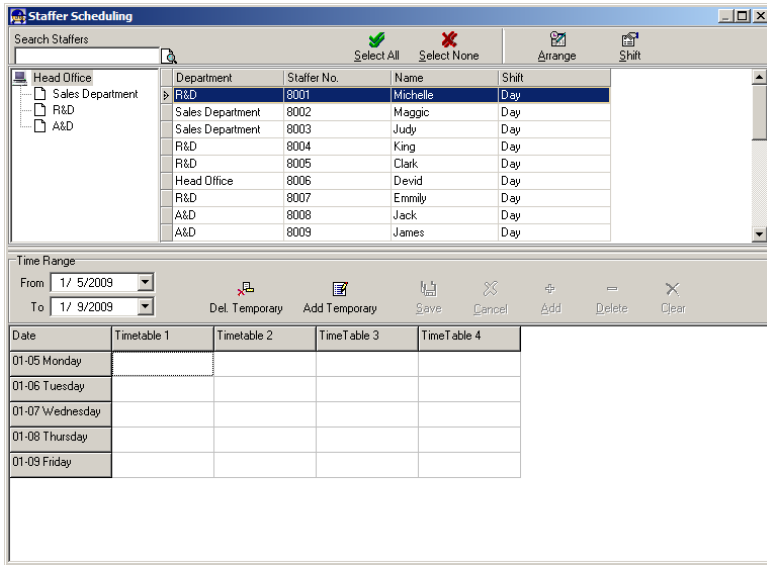 Staffer Scheduling
Search Staffers
Select All Select None Arrange Shift
Head Office
Sales Department
R&D
A&D
Department Staffer No. Name Shift
R&D 8001 Michelle Day
Sales Department 8002 Maggic Day
Sales Department 8003 Judy Day
R&D 8004 King Day
R&D 8005 Clark Day
Head Office 8006 Devid Day
R&D 8007 Emmily Day
A&D 8008 Jack Day
A&D 8009 James Day
Time Range
From 1/ 5/2009
To 1/ 9/2009
Del. Temporary Add Temporary Save Cancel Add Delete Clear
Date Timetable 1 Timetable 2 TimeTable 3 TimeTable 4
01-05 Monday
01-06 Tuesday
01-07 Wednesday
01-08 Thursday
01-09 Friday